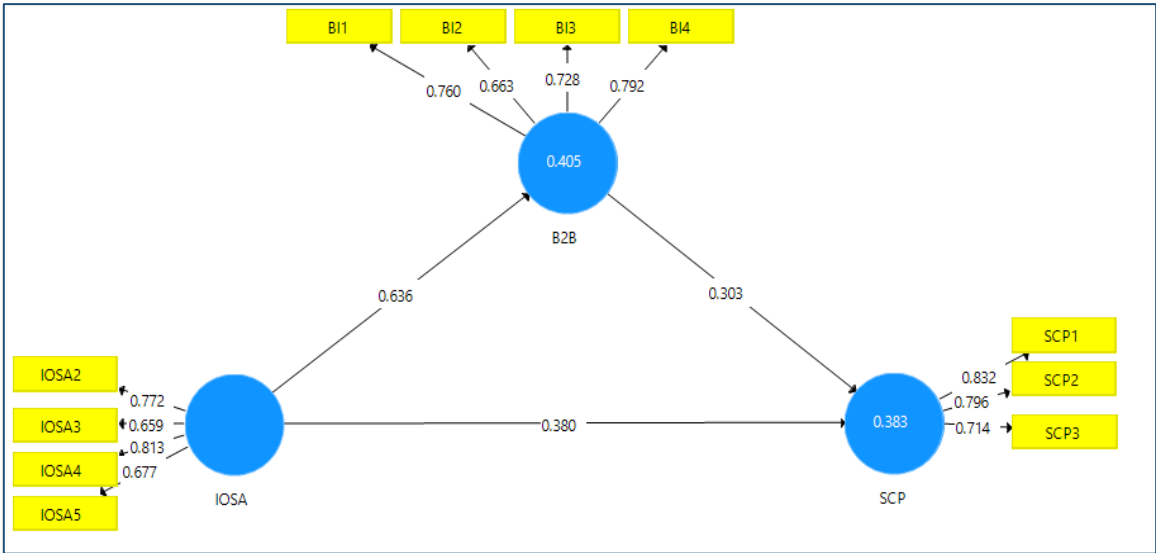 BI1 BI2 BI3 BI4
0.760 0.663 0.728 0.792
0.405
B2B
0.636 0.303
IOSA2
IOSA3
IOSA4
IOSA5
0.772
0.659
0.813
0.677
IOSA
0.380
0.383
SCP
0.832
0.796
0.714
SCP1
SCP2
SCP3